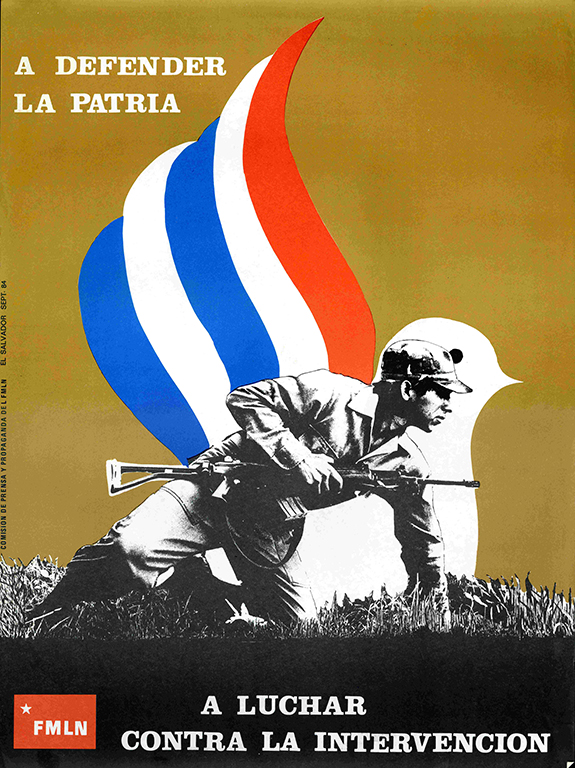 A DEFENDER
LA PATRIA
COMISION DE PRENSA Y PROPAGANDA DEL FMLN EL SALVADOR SEPT. 84
FMLN
A LUCHAR
CONTRA LA INTERVENCION